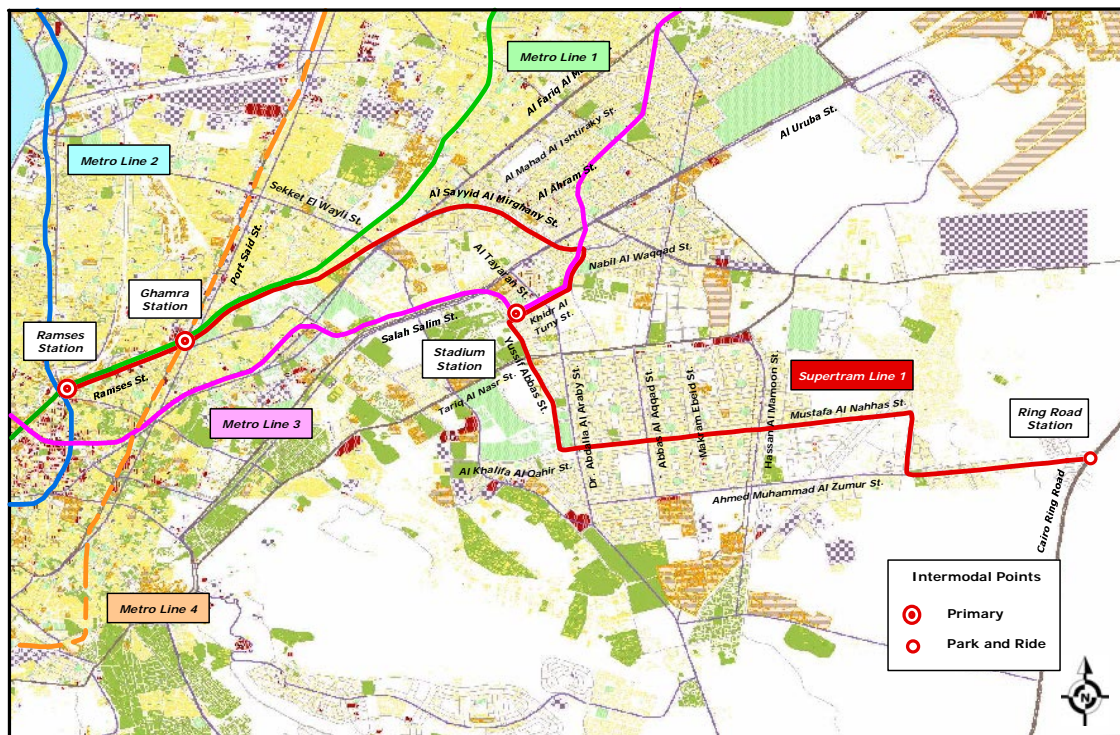 Metro Line 1
Al Fariq Al M
Al Mahad Al Ishtiraky St.
Al Uruba St.
Metro Line 2
Sekket El Wayli St.
Al Ahram St.
Al Sayyid Al Mirghany St.
Port Said St.
Al Tayaran St.
Nabil Al Waqqad St.
Ghamra
Station
Khidr Al
Tuny St.
Ramses
Station
Salah Salim St.
Stadium
Station
Yussif Abbas St.
Ramses St.
Tariq Al Nasr St.
Dr. Abdulla Al Araby St.
Abbas Al Aqqad St.
Makram Ebeid St.
Hassan Al Mamoon St.
Supertram Line 1
Mustafa Al Nahhas St.
Ring Road
Station
Metro Line 3
Al Khalifa Al Qahir St.
Ahmed Muhammad Al Zumur St.
Cairo Ring Road
Metro Line 4
Intermodal Points
Primary
Park and Ride
N